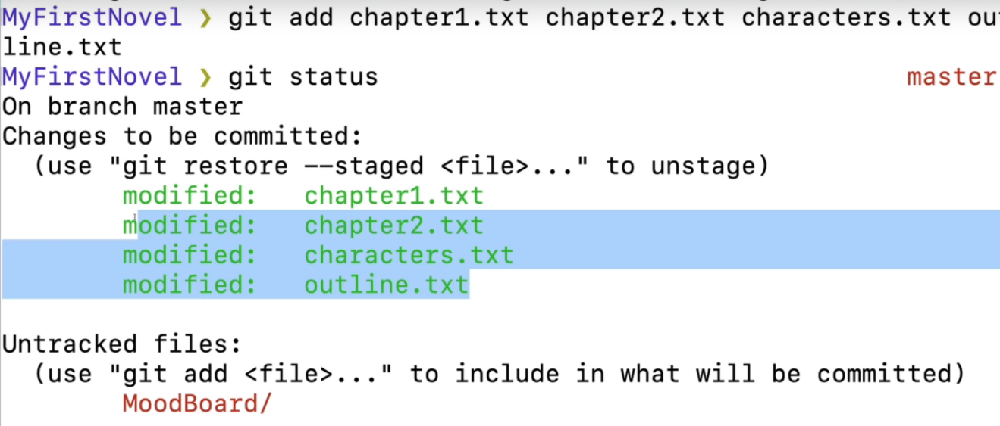 MyFirstNovel ❯ git add chapter1.txt chapter2.txt characters.txt ou
line.txt
MyFirstNovel ❯ git status master
On branch master
Changes to be committed:
(use "git restore --staged <file>..." to unstage)
modified: chapter1.txt
modified: chapter2.txt
modified: characters.txt
modified: outline.txt
Untracked files:
(use "git add <file>..." to include in what will be committed)
MoodBoard/